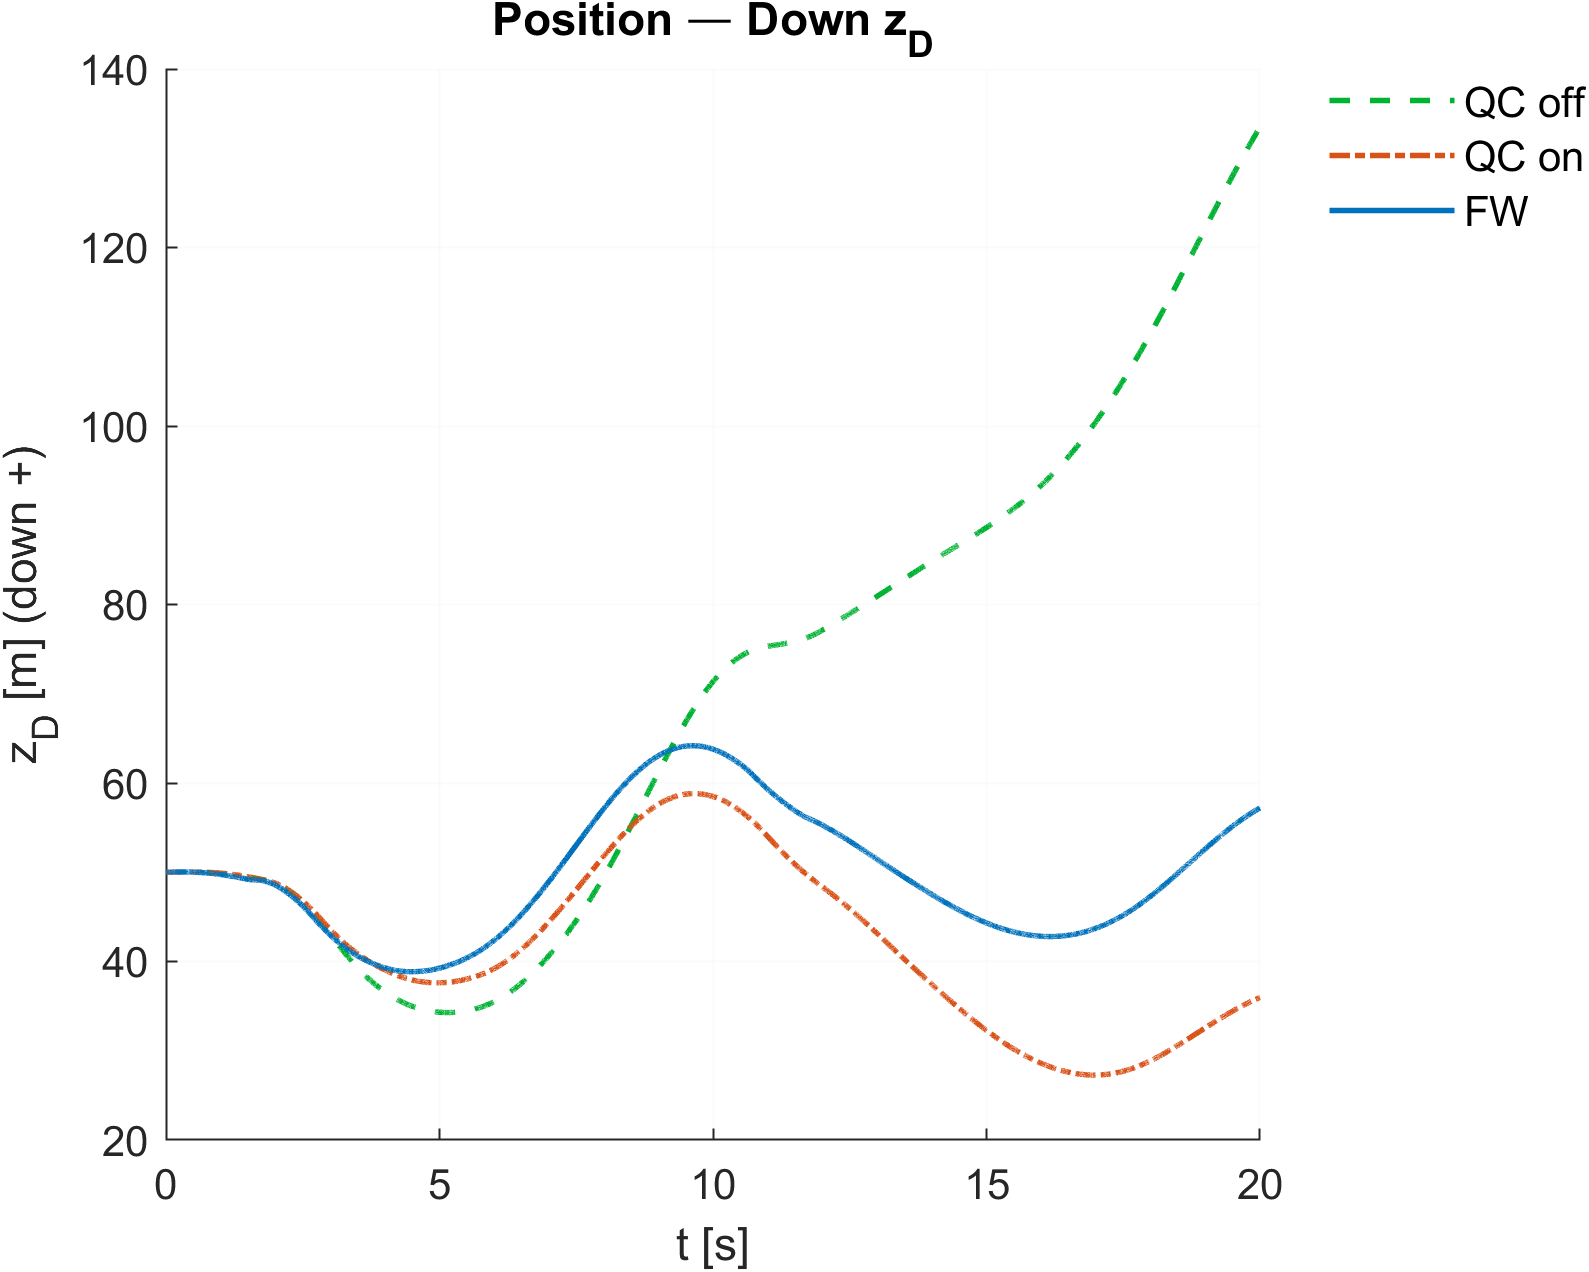 Position — Down z_D
140
120
100
80
60
40
20
0 5 10 15 20
t [s]
z_D [m] (down +)
QC off
QC on
FW